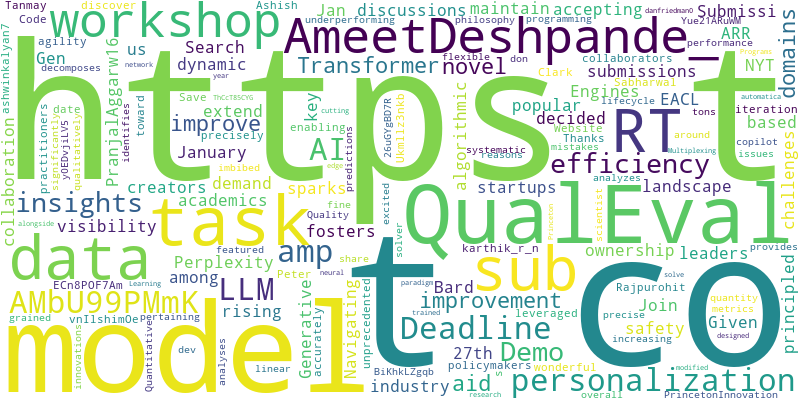 Tanmay discover Ashish workshop Jan discussions maintain accepting Submissi
Code underperforming philosophy programming Yue21ARuWM danfriedman0
AmeetDeshpande_ ARR performance
agility us Search Transformer novel flexible don collaborators submissions NYT
ashwinkalyan7 Gen dynamic key Clark Sabharwal domains
decomposes network year popular Engines EACL lifecycle
https t
practitioners toward Save ThCcT85CYG cutting decided Website automatica
date improve extend enabling RT iteration Program
significantly identifies January Thanks around tons
PranjalAggarw16 precisely predictions 26uGYgBD7R Ukm1lr3nkb algorithmic systematic reasons mistakes based copilot issues
qualitatively yOEDvjiLV5 AI edge efficiency Multiplexing
collaboration imbibed creators demand sparks startups analyzes landscape challenges
insights task QualEval
visibility academics fosters Quality excited karthik_r_n scientist Princeton provides
data featured alongside fine share solver ownership leaders
among Perplexity amp t sub co principled
ECn8POF7Am rising Peter neural Bard Rajpurohit quantity metrics
AMbU99PMmK LLM Generative accurately Navigating unprecedented improvement Join precise solve
grained vnIlshimOe Deadline leveraged safety Given
model pertaining innovations Quantitative analyses 27th policymakers Demo wonderful increasing designed
Learning dev linear BiKhkLZgqb s paradigm trained personalization
industry aid research overall PrincetonInnovation modified